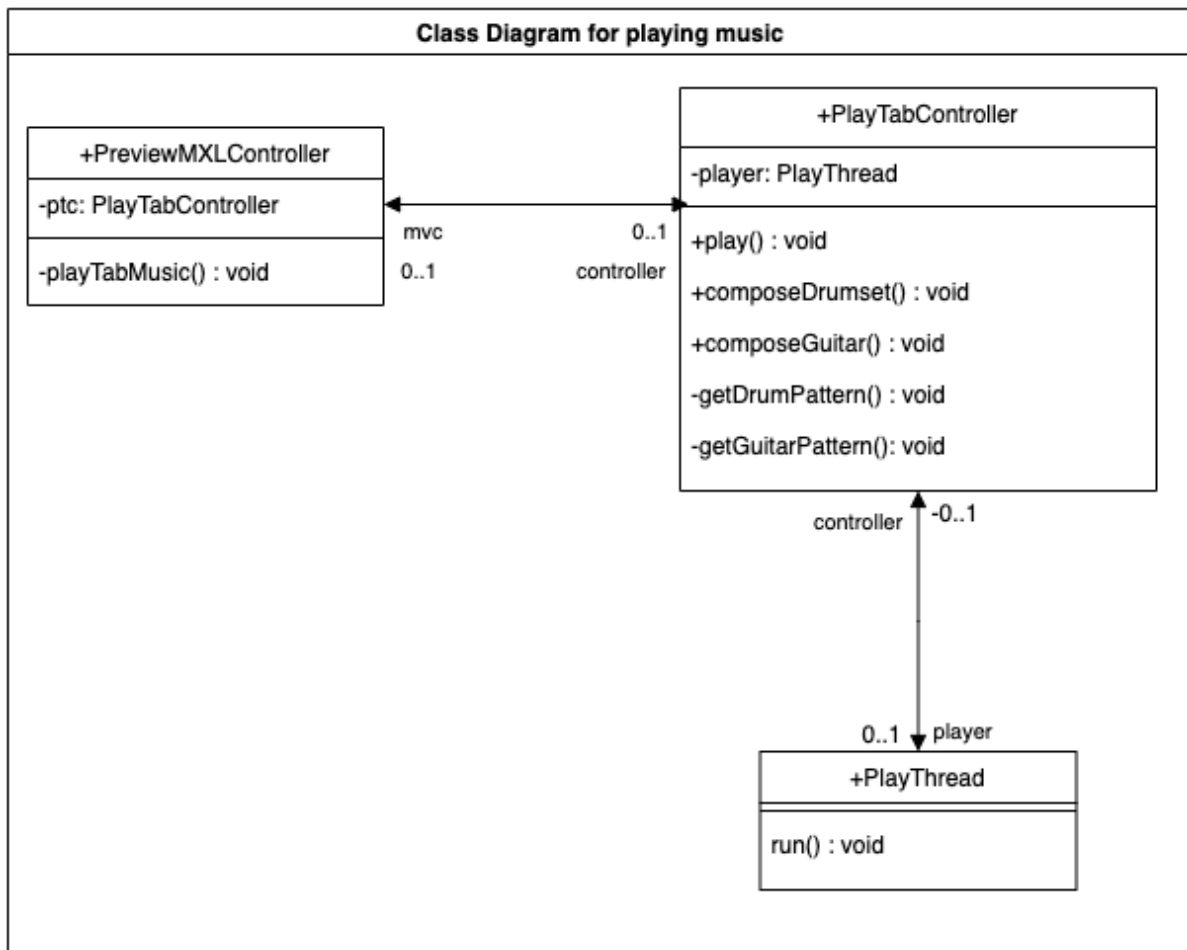 Class Diagram for playing music
+PreviewMXLController
-ptc: PlayTabController
-playTabMusic() : void
mvc
0..1
0..1
controller
+PlayTabController
-player: PlayThread
+play() : void
+composeDrumset() : void
+composeGuitar() : void
-getDrumPattern() : void
-getGuitarPattern(): void
controller
-0..1
0..1
player
+PlayThread
run() : void